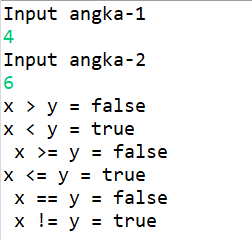 Input angka-1
4
Input angka-2
6
x > y = false
x < y = true
 x >= y = false
x <= y = true
 x == y = false
 x != y = true